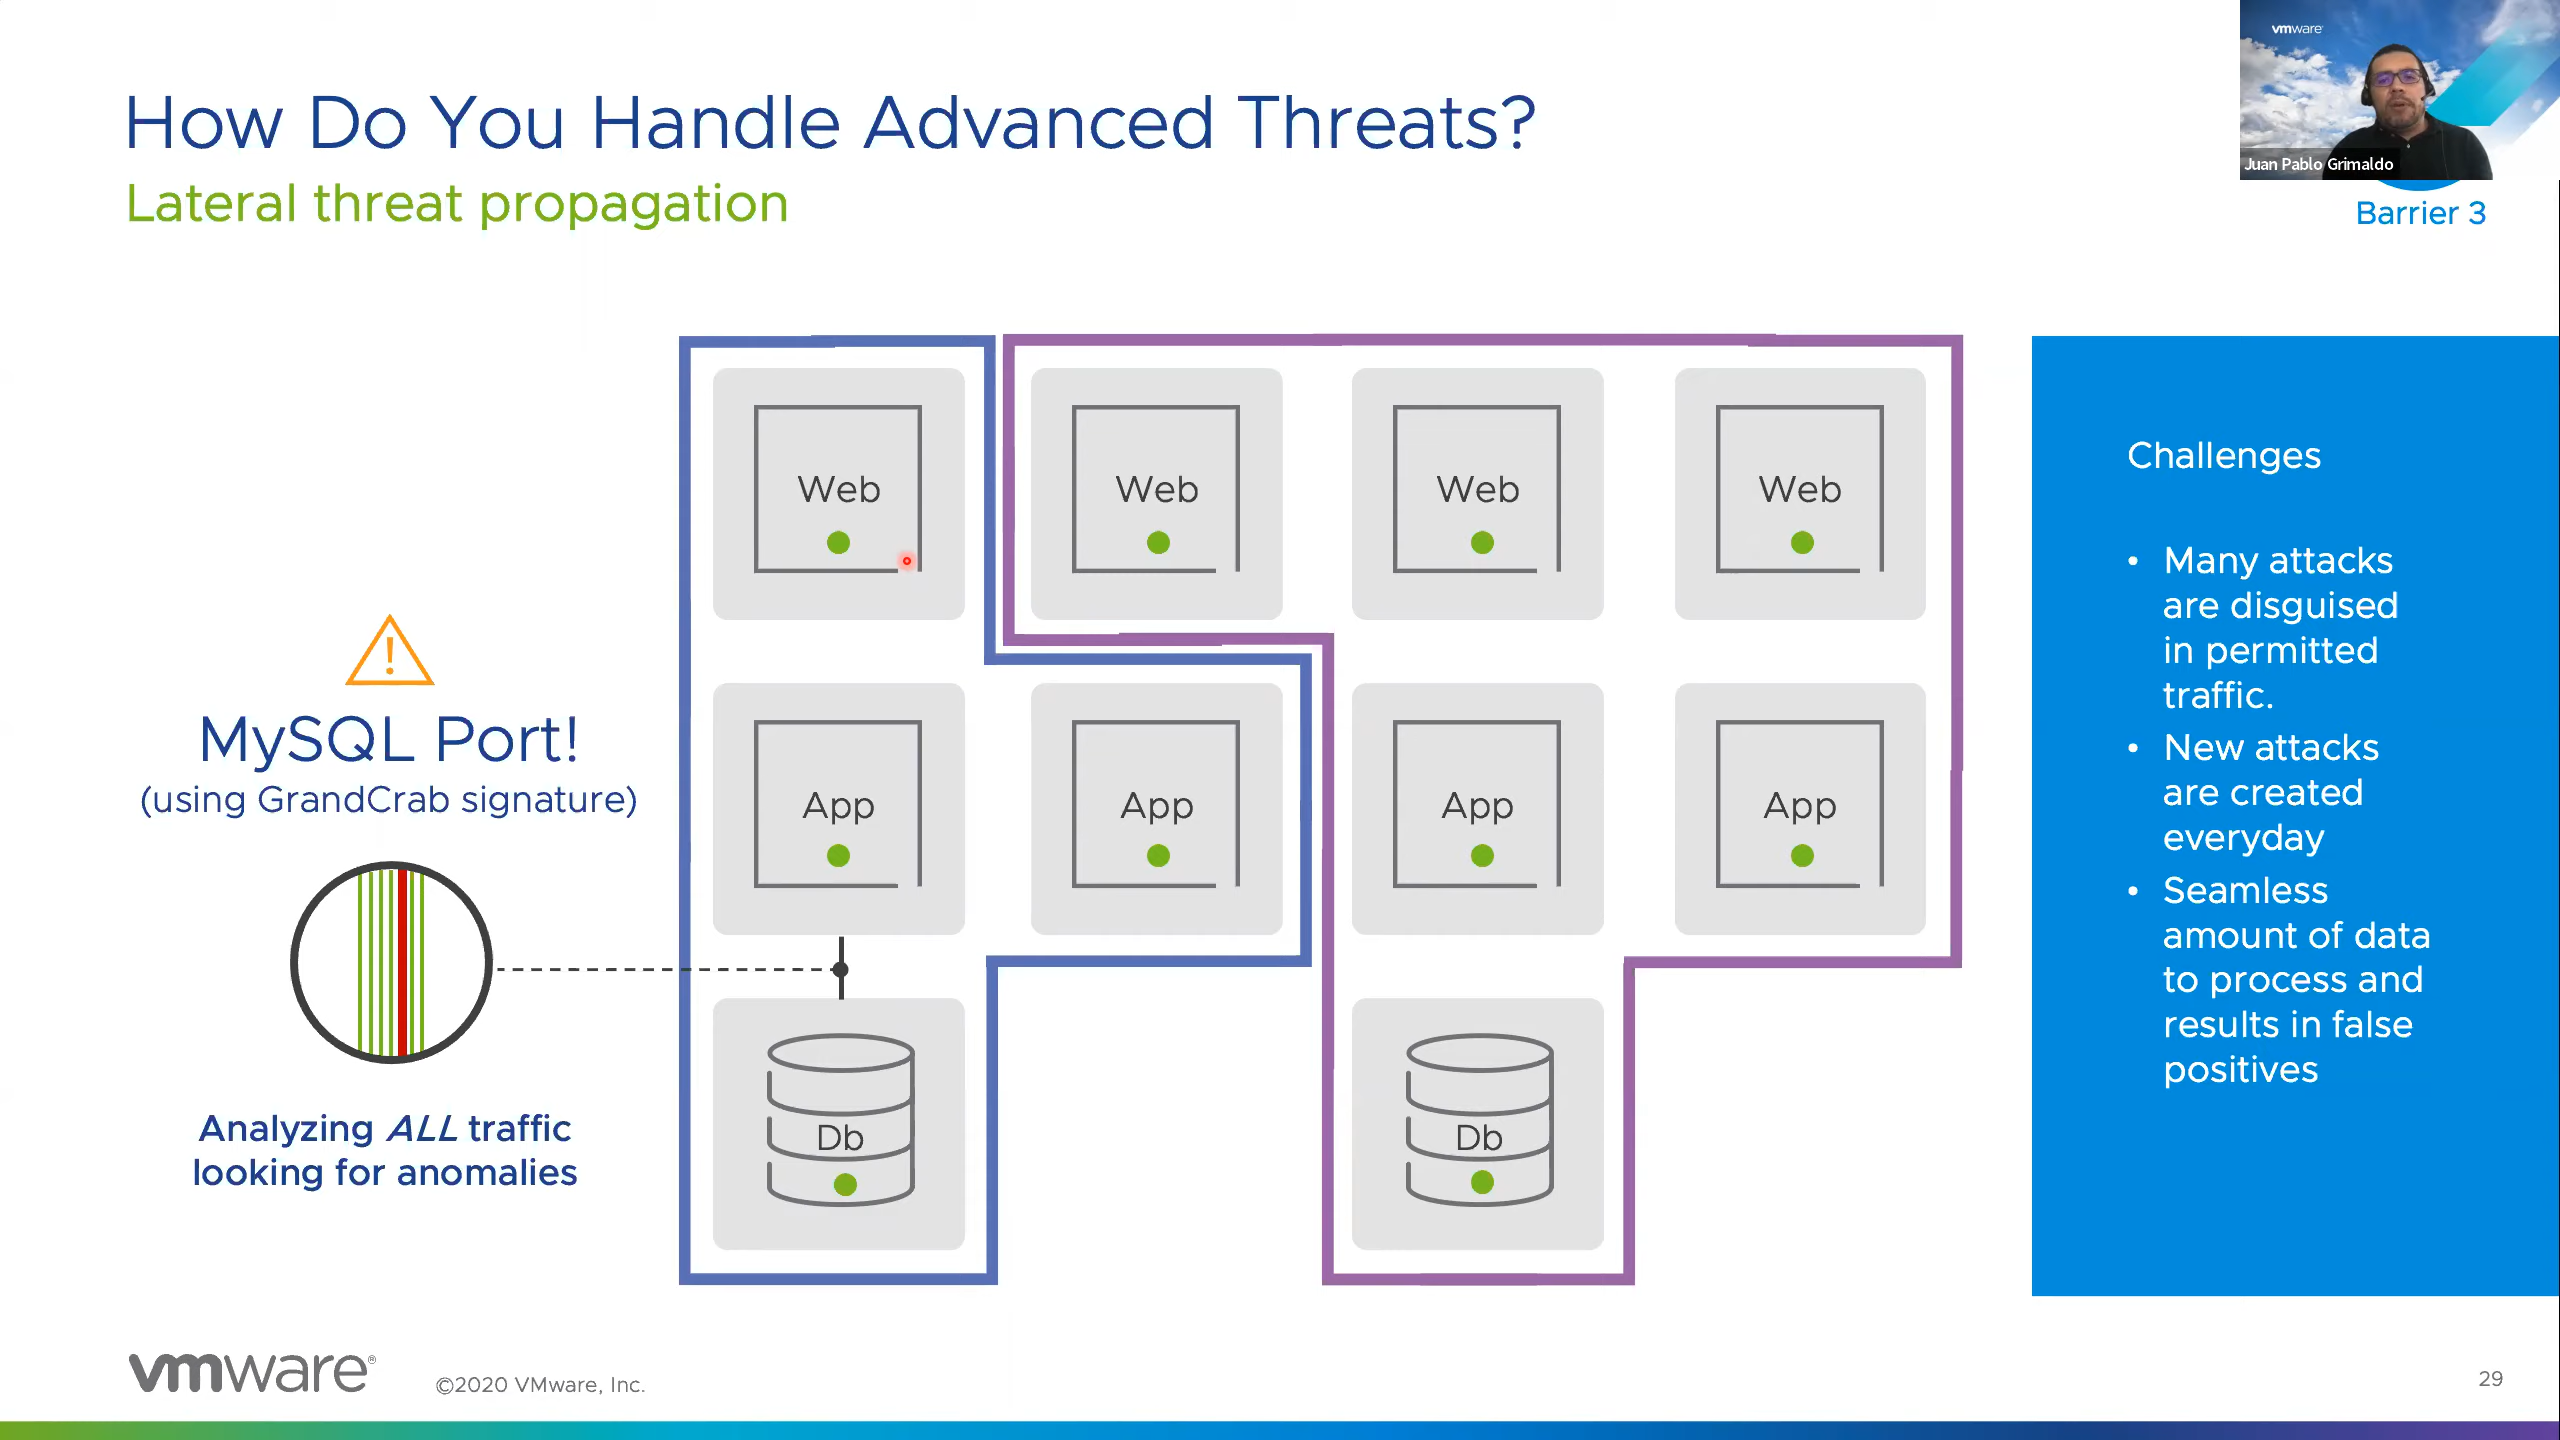 vmware
Juan Pablo Grimaldo
How Do You Handle Advanced Threats?
Lateral threat propagation
Barrier 3
Web
Web
Web
Web
App
App
App
App
Db
Db
!
MySQL Port!
(using GrandCrab signature)
Analyzing ALL traffic
looking for anomalies
Challenges
• Many attacks
are disguised
in permitted
traffic.
• New attacks
are created
everyday
• Seamless
amount of data
to process and
results in false
positives
vmware®
©2020 VMware, Inc.
29